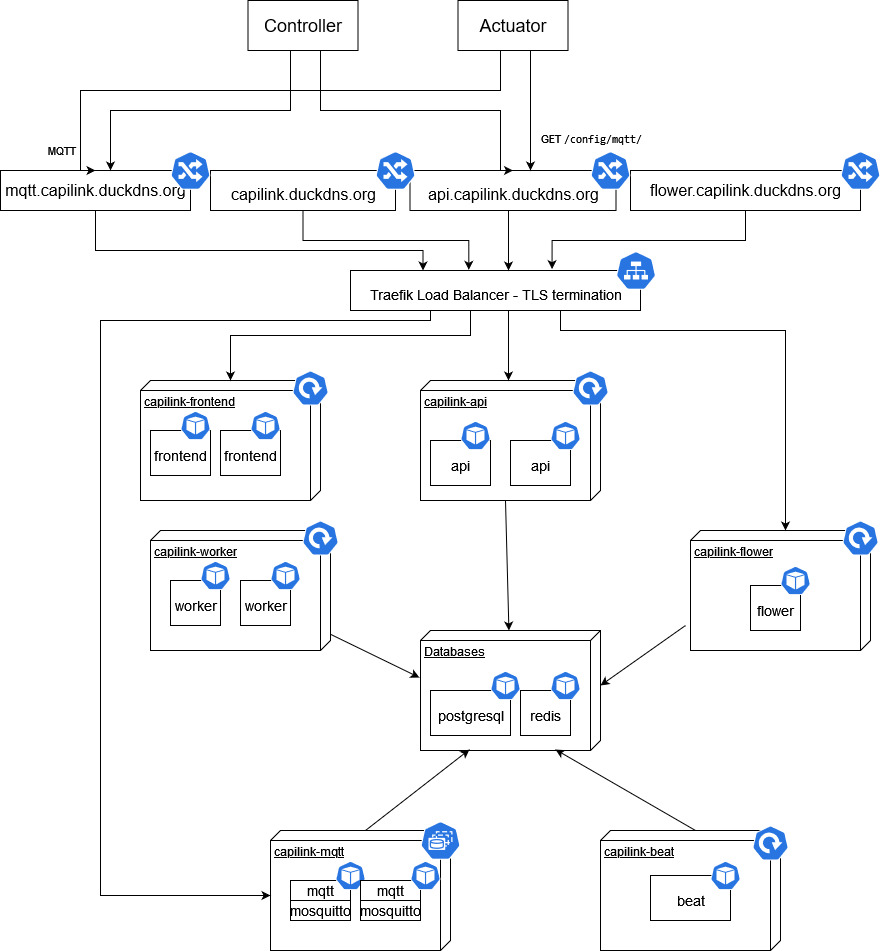 Controller
Actuator
MQTT
GET /config/mqtt/
mqtt.capilink.duckdns.org
capilink.duckdns.org
api.capilink.duckdns.org
flower.capilink.duckdns.org
Traefik Load Balancer - TLS termination
capilink-frontend
frontend
frontend
capilink-api
api
api
capilink-worker
worker
worker
capilink-flower
flower
Databases
postgresql
redis
capilink-mqtt
mqtt
mosquitto
mqtt
mosquitto
capilink-beat
beat